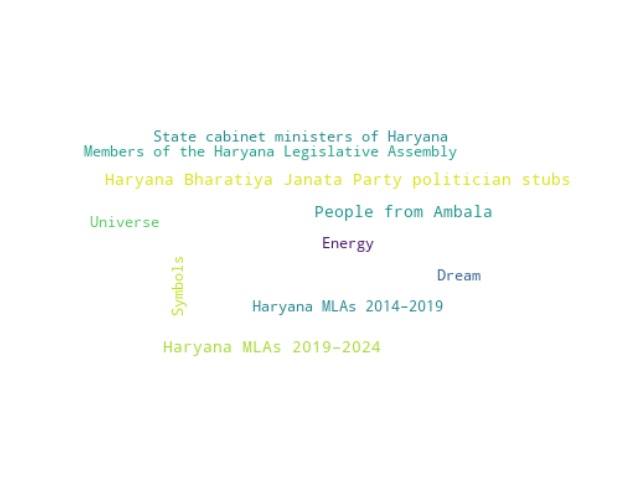 State cabinet ministers of Haryana
Members of the Haryana Legislative Assembly
Haryana Bharatiya Janata Party politician stubs
People from Ambala
Universe
Energy
Symbols
Dream
Haryana MLAs 2014-2019
Haryana MLAs 2019-2024